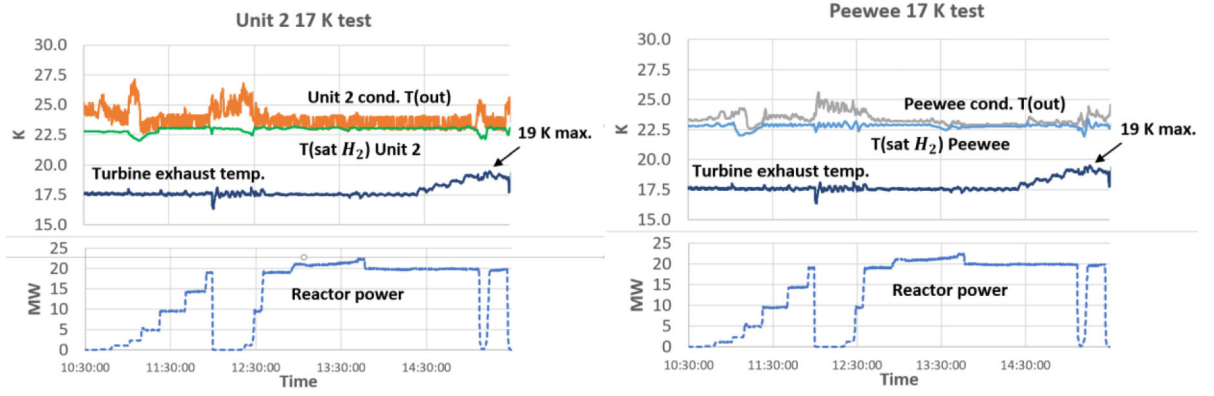 Unit 2 17 K test
30.0
27.5
25.0
22.5
20.0
17.5
15.0
K
Unit 2 cond. T(out)
T(sat H₂) Unit 2
19 K max.
Turbine exhaust temp.
25
20
15
10
5
0
MW
Reactor power
10:30:00 11:30:00 12:30:00 13:30:00 14:30:00
Time
Peewee 17 K test
30.0
27.5
25.0
22.5
20.0
17.5
15.0
K
Peewee cond. T(out)
T(sat H₂) Peewee
19 K max.
Turbine exhaust temp.
25
20
15
10
5
0
MW
Reactor power
10:30:00 11:30:00 12:30:00 13:30:00 14:30:00
Time